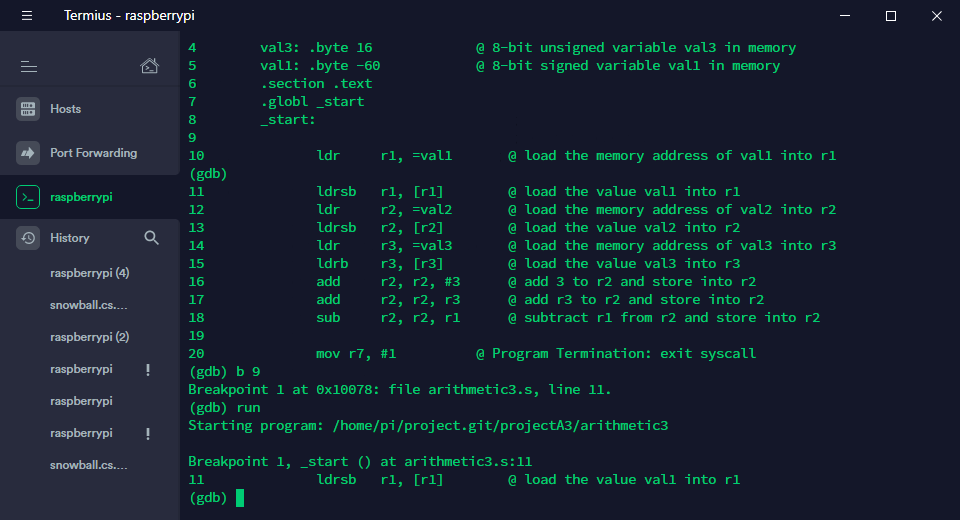 Termius - raspberrypi
Hosts
Port Forwarding
raspberrypi
History
raspberrypi (4)
snowball.cs....
raspberrypi (2)
raspberrypi !
raspberrypi
raspberrypi !
snowball.cs....
4        val3: .byte 16             @ 8-bit unsigned variable val3 in memory
5        val1: .byte -60            @ 8-bit signed variable val1 in memory
6        .section .text
7        .globl _start
8        _start:
9
10              ldr     r1, =val1       @ load the memory address of val1 into r1
(gdb)
11              ldrsb   r1, [r1]        @ load the value val1 into r1
12              ldr     r2, =val2       @ load the memory address of val2 into r2
13              ldrsb   r2, [r2]        @ load the value val2 into r2
14              ldr     r3, =val3       @ load the memory address of val3 into r3
15              ldrb    r3, [r3]        @ load the value val3 into r3
16              add     r2, r2, #3      @ add 3 to r2 and store into r2
17              add     r2, r2, r3      @ add r3 to r2 and store into r2
18              sub     r2, r2, r1      @ subtract r1 from r2 and store into r2
19
20              mov r7, #1          @ Program Termination: exit syscall
(gdb) b 9
Breakpoint 1 at 0x10078: file arithmetic3.s, line 11.
(gdb) run
Starting program: /home/pi/project.git/projectA3/arithmetic3
Breakpoint 1, _start () at arithmetic3.s:11
11              ldrsb   r1, [r1]        @ load the value val1 into r1
(gdb)